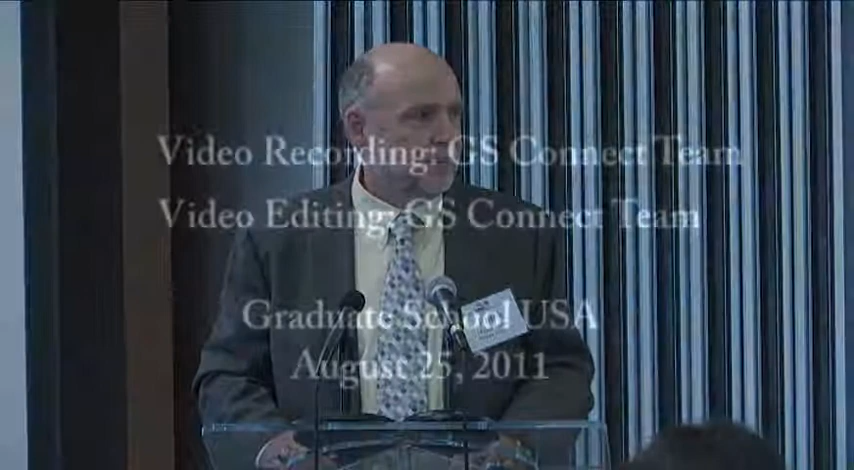 Video Recording: GS Connect Team
Video Editing: GS Connect Team
Graduate School USA
August 25, 2011